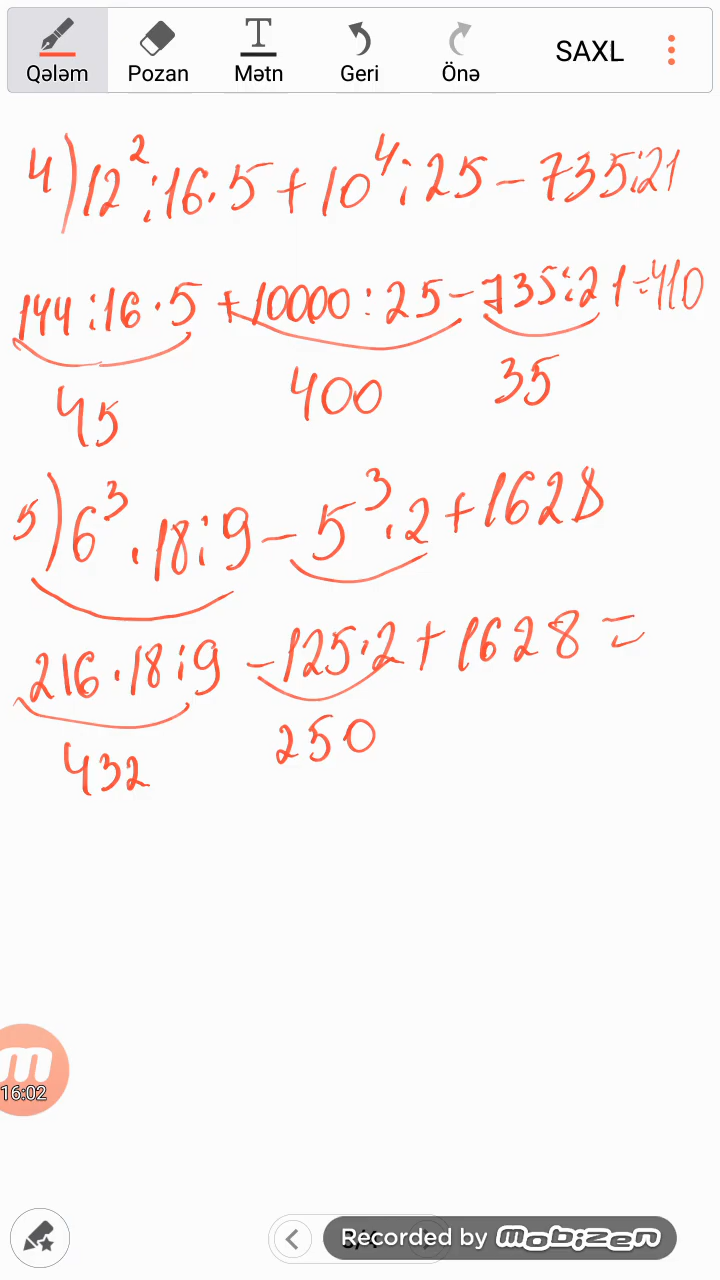 Qələm Pozan Mətn Geri Önə SAXL
4) 12² : 16 · 5 + 10⁴ : 25 - 735 : 21
144 : 16 · 5 + 10000 : 25 - 735 : 21 = 410
45 400 35
5) 6³ · 18 : 9 - 5³ · 2 + 1628
216 · 18 : 9 - 125 · 2 + 1628 =
432 250
16:02
Recorded by mobizen